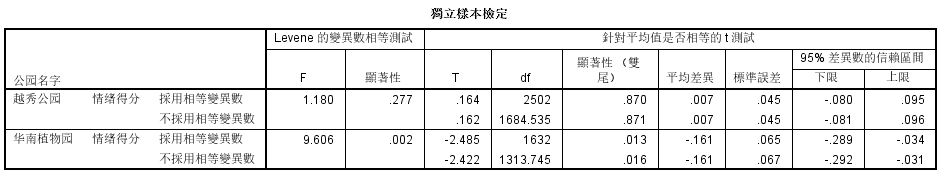 獨立樣本檢定
Levene 的變異數相等測試 針對平均值是否相等的 t 測試
公园名字 F 顯著性 T df 顯著性 （雙尾） 平均差異 標準誤差 95% 差異數的信賴區間
下限 上限
越秀公园 情绪得分 採用相等變異數 1.180 .277 .164 2502 .870 .007 .045 -.080 .095
不採用相等變異數 .162 1684.535 .871 .007 .045 -.081 .096
华南植物园 情绪得分 採用相等變異數 9.606 .002 -2.485 1632 .013 -.161 .065 -.289 -.034
不採用相等變異數 -2.422 1313.745 .016 -.161 .067 -.292 -.031